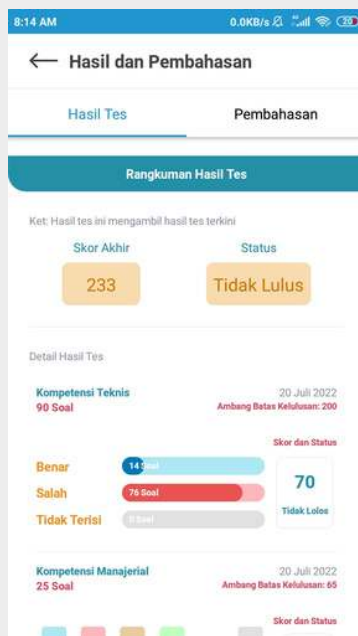 8:14 AM 0.0KB/s 20
Hasil dan Pembahasan
Hasil Tes Pembahasan
Rangkuman Hasil Tes
Ket: Hasil tes ini mengambil hasil tes terkini
Skor Akhir Status
233 Tidak Lulus
Detail Hasil Tes
Kompetensi Teknis 20 Juli 2022
90 Soal Ambang Batas Kelulusan: 200
Skor dan Status
Benar 14 Soal
Salah 76 Soal 70
Tidak Terisi 0 Soal Tidak Lolos
Kompetensi Manajerial 20 Juli 2022
25 Soal Ambang Batas Kelulusan: 65
Skor dan Status